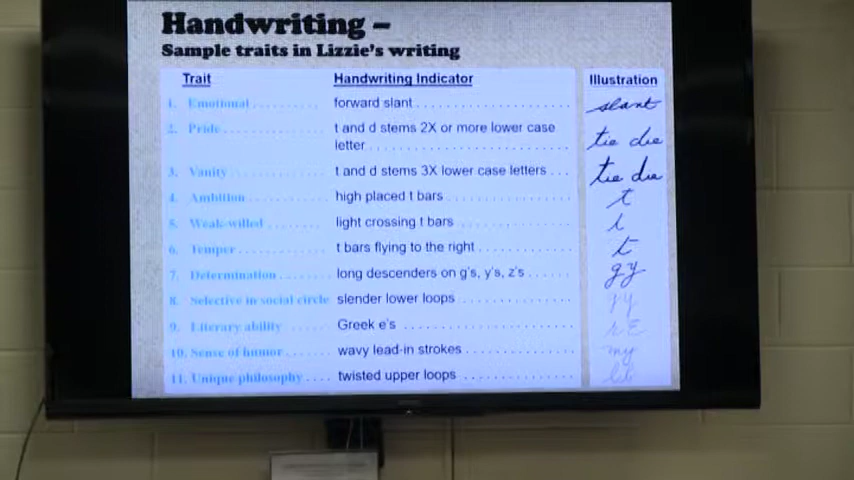 Handwriting –
Sample traits in Lizzie's writing
Trait Handwriting Indicator Illustration
1. Emotional . . . . . . . . . . forward slant . . . . . . . . . . . . . . . . . . . . . . slant
2. Pride . . . . . . . . . . . . . . t and d stems 2X or more lower case
letter . . . . . . . . . . . . . . . . . . . . . . . . . . . . tie die
3. Vanity . . . . . . . . . . . . . t and d stems 3X lower case letters . . . tie die
4. Ambition . . . . . . . . . . . high placed t bars . . . . . . . . . . . . . . . . . . t
5. Weak-willed . . . . . . . . light crossing t bars . . . . . . . . . . . . . . . . t
6. Temper . . . . . . . . . . . . t bars flying to the right . . . . . . . . . . . . . t
7. Determination . . . . . . . long descenders on g's, y's, z's . . . . . . gy
8. Selective in social circle slender lower loops . . . . . . . . . . . . . . . . gy
9. Literary ability . . . . . . Greek e's . . . . . . . . . . . . . . . . . . . . . . . .
10. Sense of humor . . . . . . wavy lead-in strokes . . . . . . . . . . . . . . . my
11. Unique philosophy . . . . twisted upper loops . . . . . . . . . . . . . . . .